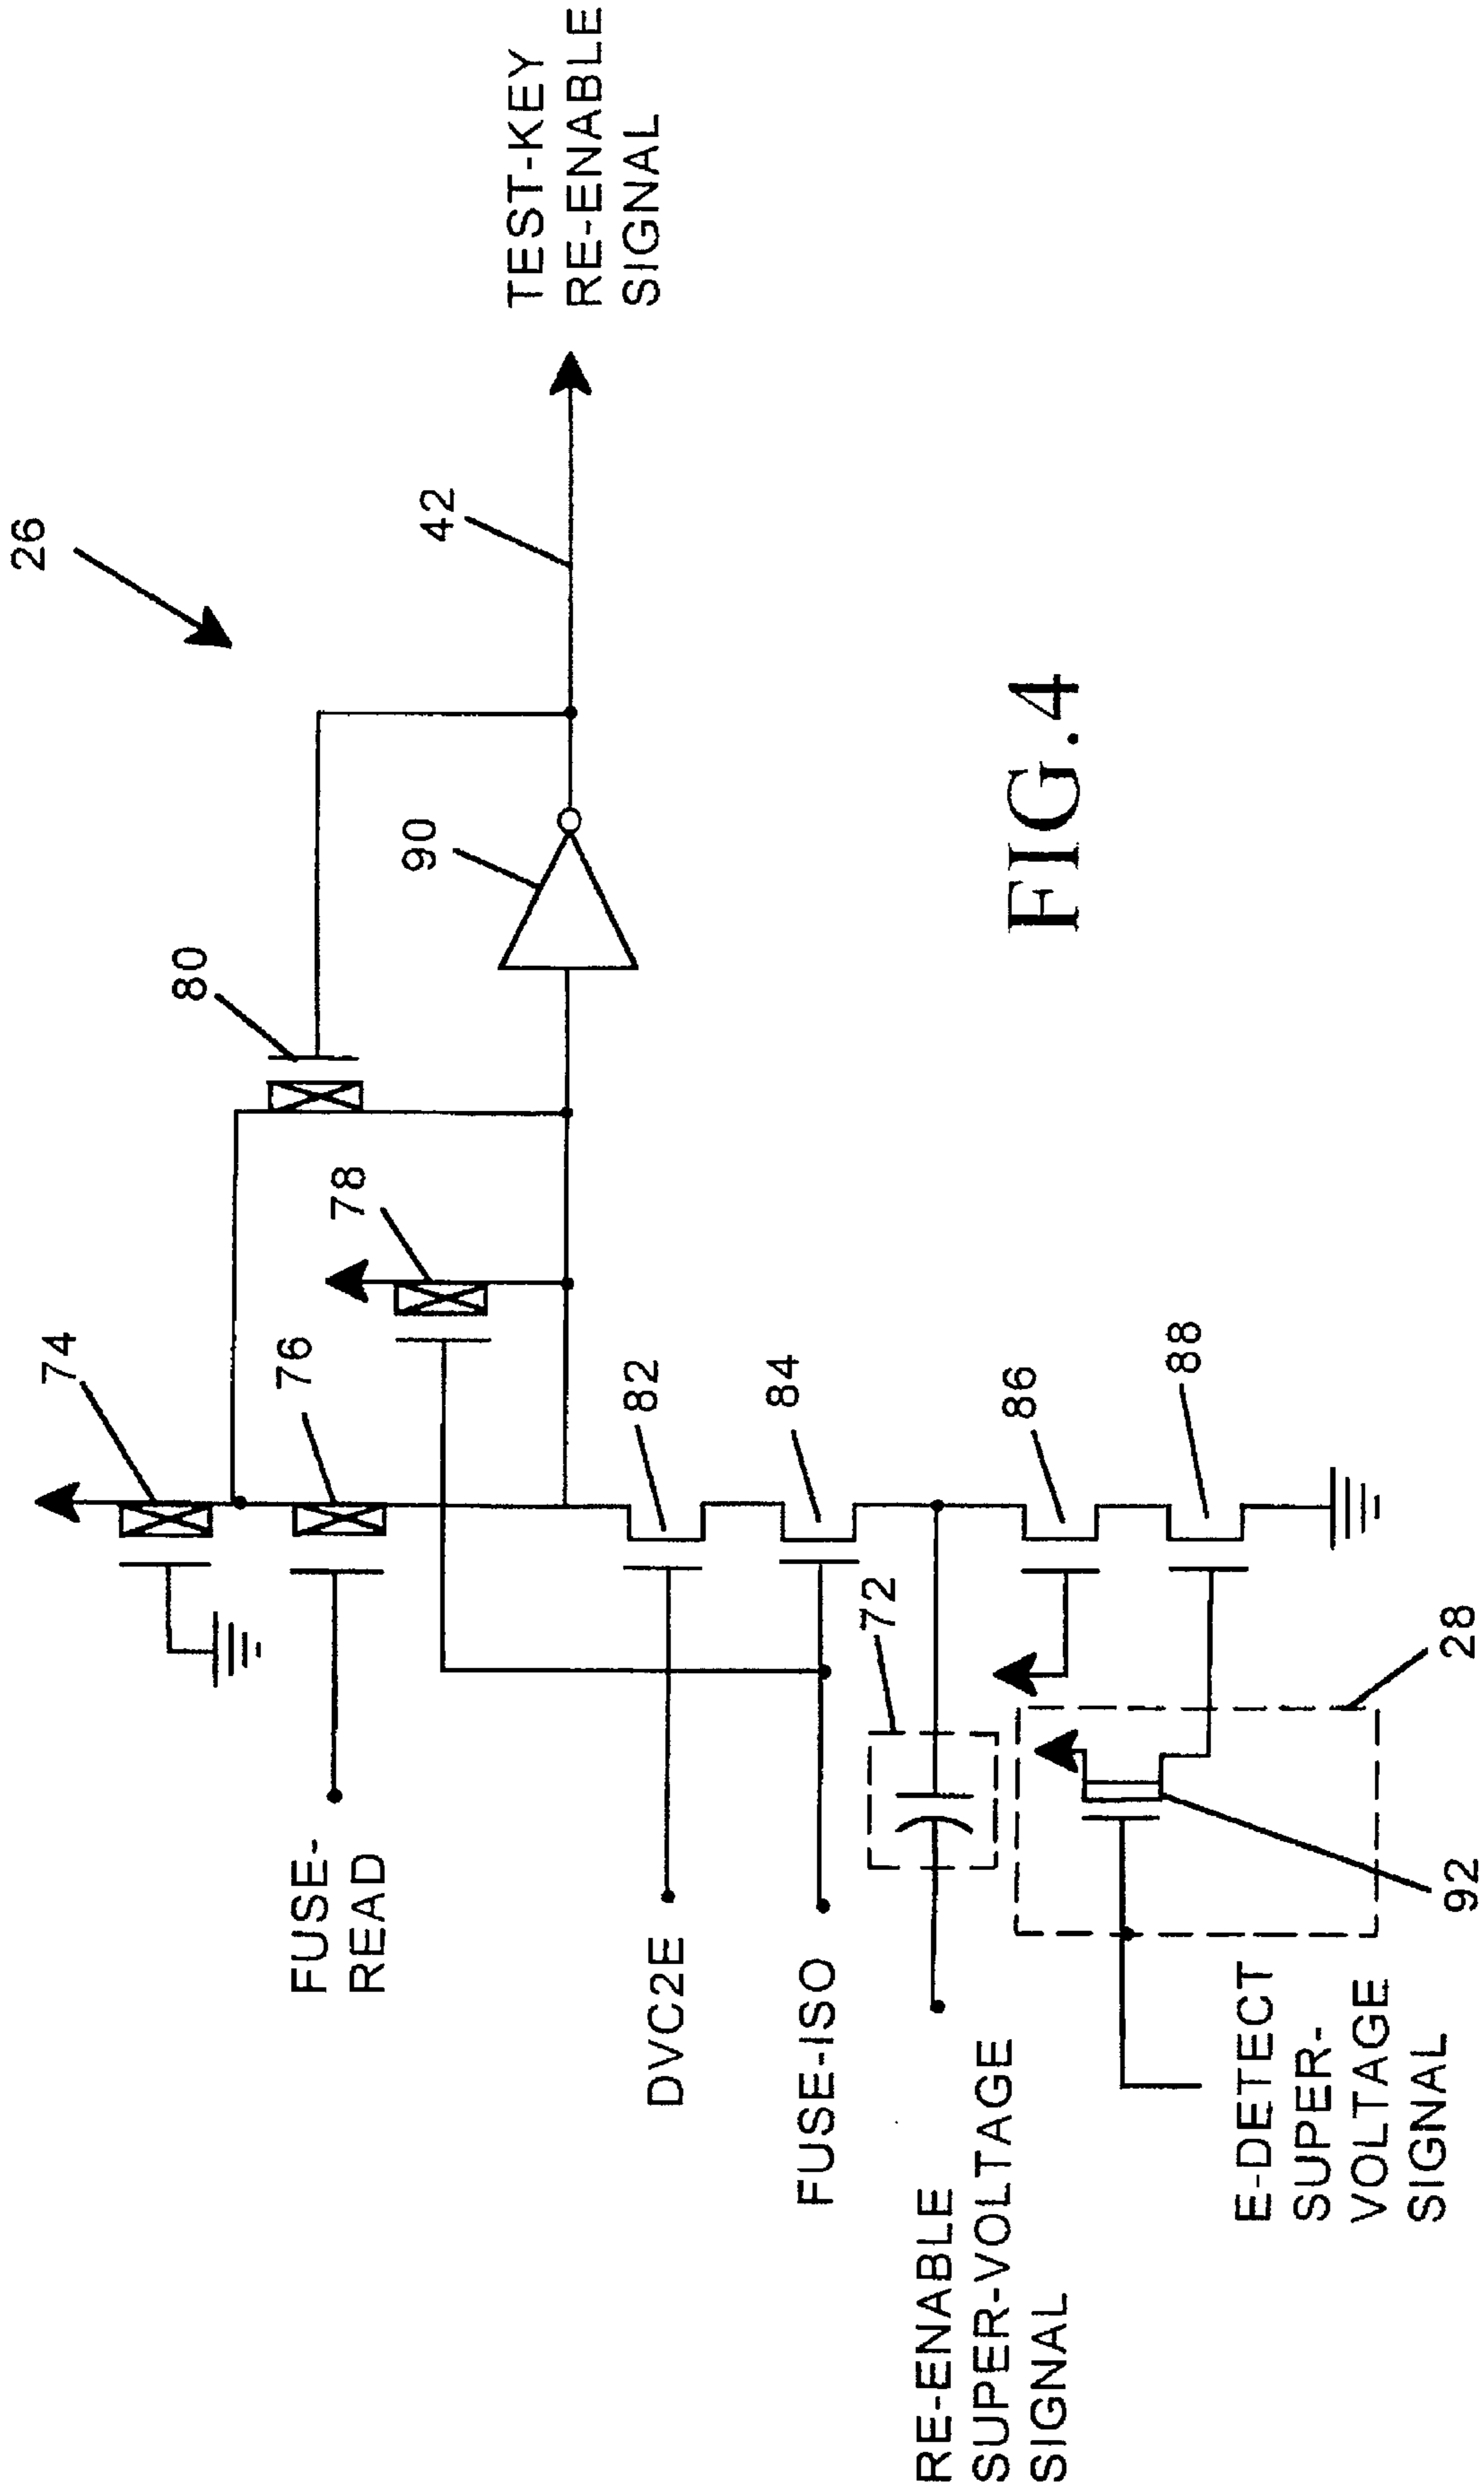 26
74
76
78
80
90
42
TEST-KEY
RE-ENABLE
SIGNAL
FUSE-
READ
82
DVC2E
84
FUSE-ISO
72
86
88
RE-ENABLE
SUPER-VOLTAGE
SIGNAL
28
E-DETECT
SUPER-
VOLTAGE
SIGNAL
92
FIG.4